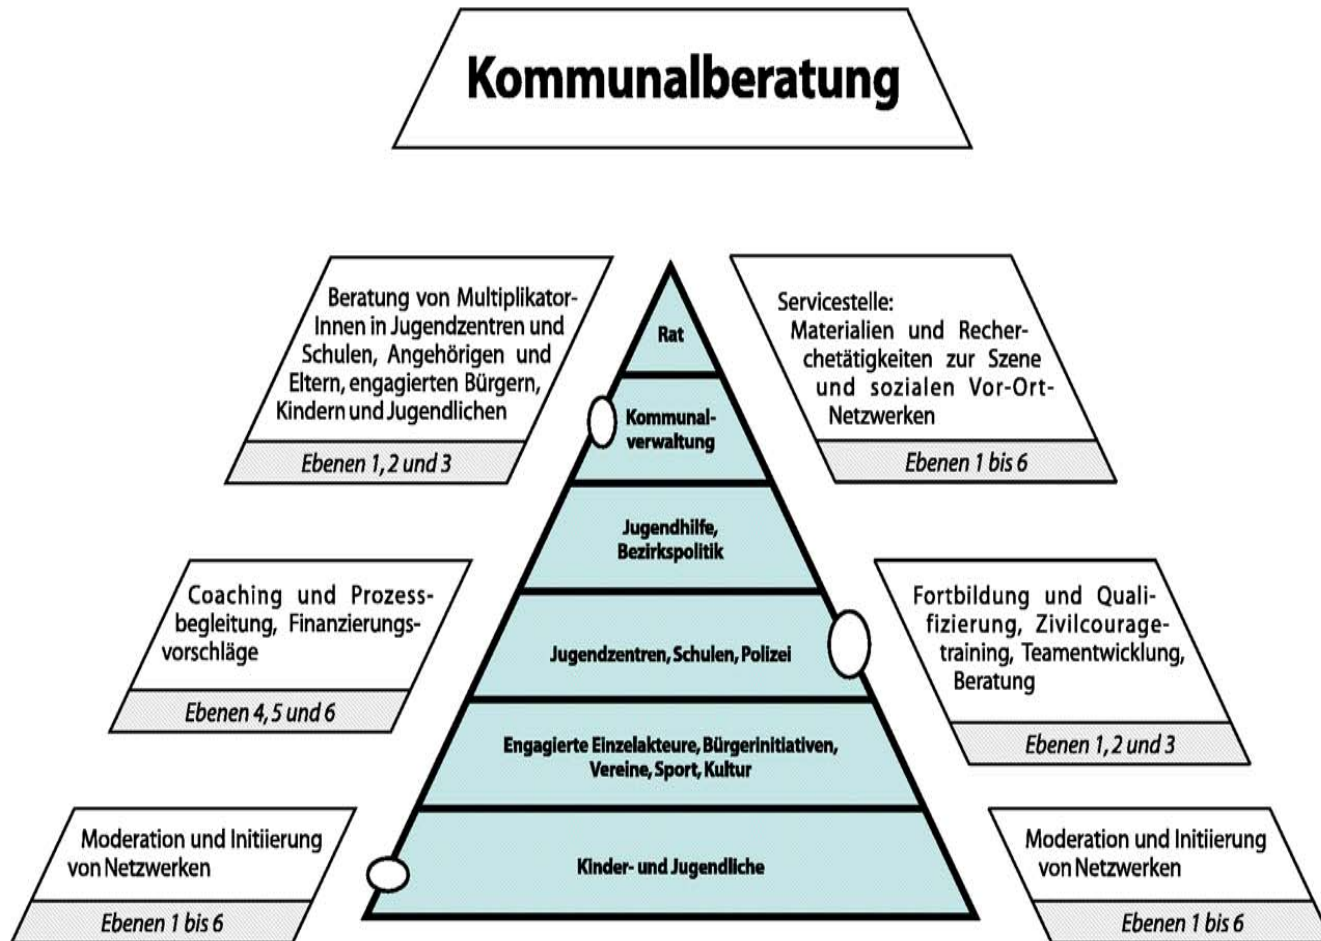 Kommunalberatung
Beratung von Multiplikator-
Innen in Jugendzentren und
Schulen, Angehörigen und
Eltern, engagierten Bürgern,
Kindern und Jugendlichen
Ebenen 1, 2 und 3
Coaching und Prozess-
begleitung, Finanzierungs-
vorschläge
Ebenen 4, 5 und 6
Moderation und Initiierung
von Netzwerken
Ebenen 1 bis 6
Rat
Kommunal-
verwaltung
Jugendhilfe,
Bezirkspolitik
Jugendzentren, Schulen, Polizei
Engagierte Einzelakteure, Bürgerinitiativen,
Vereine, Sport, Kultur
Kinder- und Jugendliche
Servicestelle:
Materialien und Recher-
chetätigkeiten zur Szene
und sozialen Vor-Ort-
Netzwerken
Ebenen 1 bis 6
Fortbildung und Quali-
fizierung, Zivilcourage-
training, Teamentwicklung,
Beratung
Ebenen 1, 2 und 3
Moderation und Initiierung
von Netzwerken
Ebenen 1 bis 6